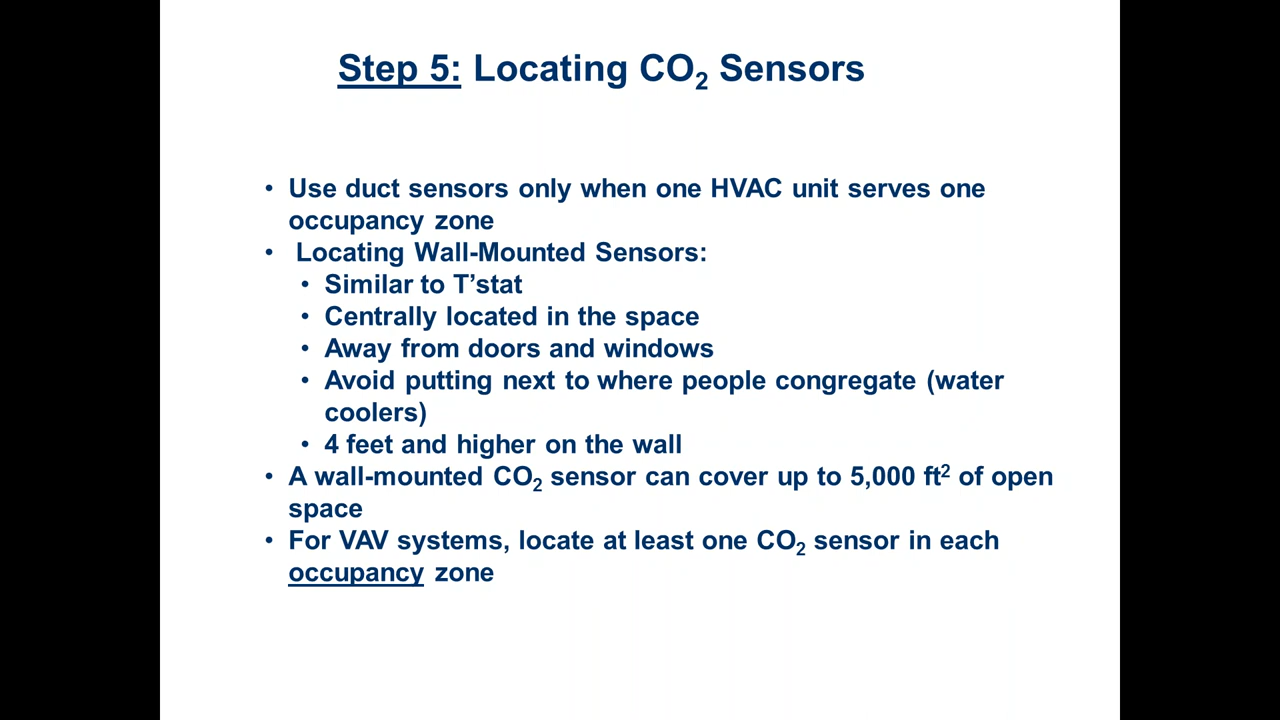 Step 5: Locating CO₂ Sensors
• Use duct sensors only when one HVAC unit serves one
occupancy zone
• Locating Wall-Mounted Sensors:
• Similar to T’stat
• Centrally located in the space
• Away from doors and windows
• Avoid putting next to where people congregate (water
coolers)
• 4 feet and higher on the wall
• A wall-mounted CO₂ sensor can cover up to 5,000 ft² of open
space
• For VAV systems, locate at least one CO₂ sensor in each
occupancy zone